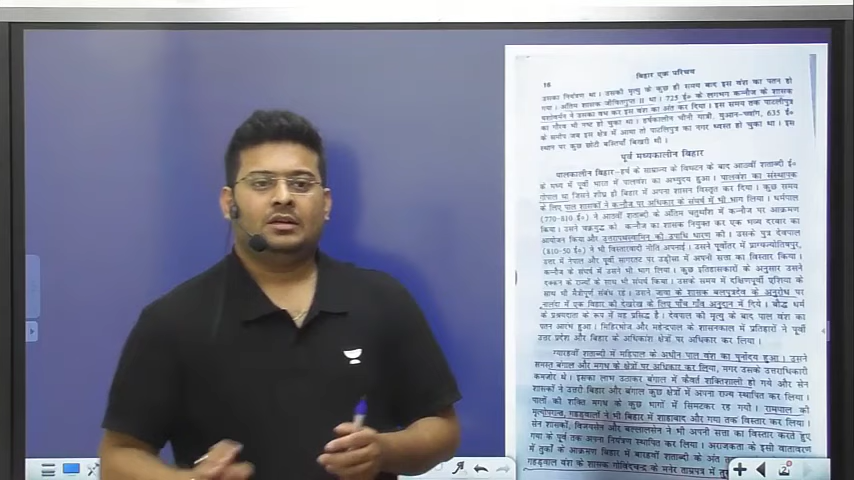 16
बिहार एक परिचय
उसका नियंत्रण था। उसकी मृत्यु के कुछ ही समय बाद इस वंश का पतन हो
गया। अंतिम शासक जीवितगुप्त II था। 725 ई० के लगभग कन्नौज के शासक
यशोवर्मन ने उसका वध कर इस वंश का अंत कर दिया। इस समय तक पाटलिपुत्र
का गौरव भी नष्ट हो चुका था। हर्षकालीन चीनी यात्री, युआन-च्वांग, 635 ई०
के समीप जब इस क्षेत्र में आया तो पाटलिपुत्र का नगर ध्वस्त हो चुका था। इस
स्थान पर कुछ छोटी बस्तियाँ बिखरी थीं।
पूर्व मध्यकालीन बिहार
पालकालीन बिहार-हर्ष के साम्राज्य के विघटन के बाद आठवीं शताब्दी ई०
के मध्य में पूर्वी भारत में पालवंश का अभ्युदय हुआ। पालवंश का संस्थापक
गोपाल था जिसने शीघ्र ही बिहार में अपना शासन विस्तृत कर दिया। कुछ समय
के लिए पाल शासकों ने कन्नौज पर अधिकार के संघर्ष में भी भाग लिया। धर्मपाल
(770-810 ई०) ने आठवीं शताब्दी के अंतिम चतुर्थांश में कन्नौज पर आक्रमण
किया। उसने चक्रायुध को कन्नौज का शासक नियुक्त कर एक भव्य दरबार का
आयोजन किया और उत्तरापथस्वामिन की उपाधि धारण की। उसके पुत्र देवपाल
(810-50 ई०) ने भी विस्तारवादी नीति अपनाई। उसने पूर्वोत्तर में प्राग्ज्योतिषपुर,
उत्तर में नेपाल और पूर्वी सागरतट पर उड़ीसा में अपनी सत्ता का विस्तार किया।
कन्नौज के संघर्ष में उसने भी भाग लिया। कुछ इतिहासकारों के अनुसार उसने
दक्कन के राज्यों के साथ भी संघर्ष किया। उसके समय में दक्षिणपूर्वी एशिया के
साथ भी मैत्रीपूर्ण संबंध रहे। उसने जावा के शासक बलपुत्रदेव के अनुरोध पर
नालंदा में एक विहार की देखरेख के लिए पाँच गाँव अनुदान में दिये। बौद्ध धर्म
के प्रश्रयदाता के रूप में वह प्रसिद्ध है। देवपाल की मृत्यु के बाद पाल वंश का
पतन आरंभ हुआ। मिहिरभोज और महेन्द्रपाल के शासनकाल में प्रतिहारों ने पूर्वी
उत्तर प्रदेश और बिहार के अधिकांश क्षेत्रों पर अधिकार कर लिया।
ग्यारहवीं शताब्दी में महिपाल के अधीन पाल वंश का पुर्नोदय हुआ। उसने
समस्त बंगाल और मगध के क्षेत्रों पर अधिकार कर लिया, मगर उसके उत्तराधिकारी
कमजोर थे। इसका लाभ उठाकर बंगाल में कैवर्त शक्तिशाली हो गये और सेन
शासकों ने उत्तरी बिहार और बंगाल कुछ क्षेत्रों में अपना राज्य स्थापित कर लिया।
पालों की शक्ति मगध के कुछ भागों में सिमटकर रह गयी। रामपाल की
मृत्योपरान्त, गहड़वालों ने भी बिहार में शाहाबाद और गया तक विस्तार कर लिया।
सेन शासकों, विजयसेन और बल्लालसेन ने भी अपनी सत्ता का विस्तार करते हुए
गया के पूर्व तक अपना नियंत्रण स्थापित कर लिया। अराजकता के इसी वातावरण
में तुर्कों के आक्रमण बिहार में बारहवीं शताब्दी के अंत
गहड़वाल वंश के शासक गोविन्दचन्द्र के मनेर ताम्रपत्र में